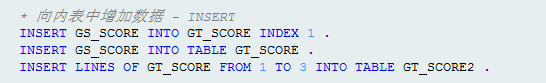 * 向内表中增加数据 – INSERT
INSERT GS_SCORE INTO GT_SCORE INDEX 1 .
INSERT GS_SCORE INTO TABLE GT_SCORE .
INSERT LINES OF GT_SCORE FROM 1 TO 3 INTO TABLE GT_SCORE2 .